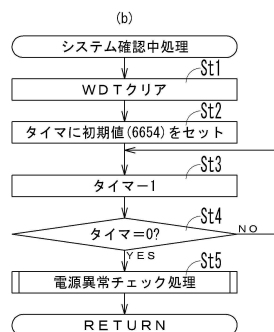 (b)
システム確認中処理
St1
WDTクリア
St2
タイマに初期値(6654)をセット
St3
タイマー1
St4
タイマ=0?
NO
YES
St5
電源異常チェック処理
RETURN